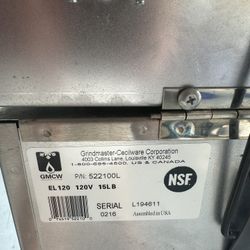 Grindmaster-Cecilware Corporation
4003 Collins Lane, Louisville KY 40245
1-800-695-4500, US & CANADA
GMCW
P/N: 522100L
NSF
EL120 120V 15LB
SERIAL L194611
0216 Assembled in USA